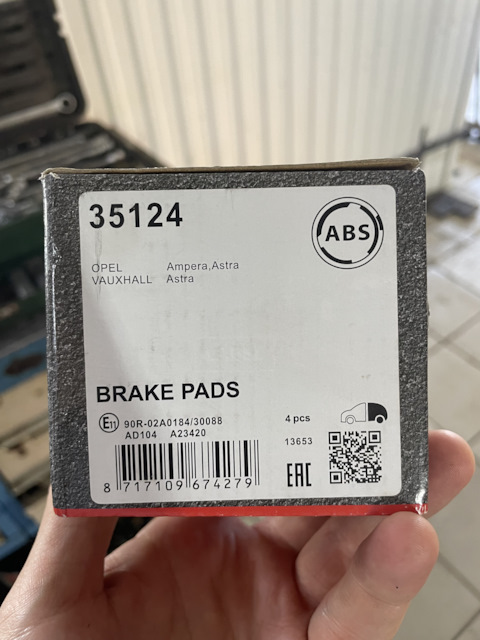 35124
ABS
OPEL Ampera,Astra
VAUXHALL Astra
BRAKE PADS
E11 90R-02A0184/30088
AD104 A23420
4 pcs
13653
EAC
8 717109 674279